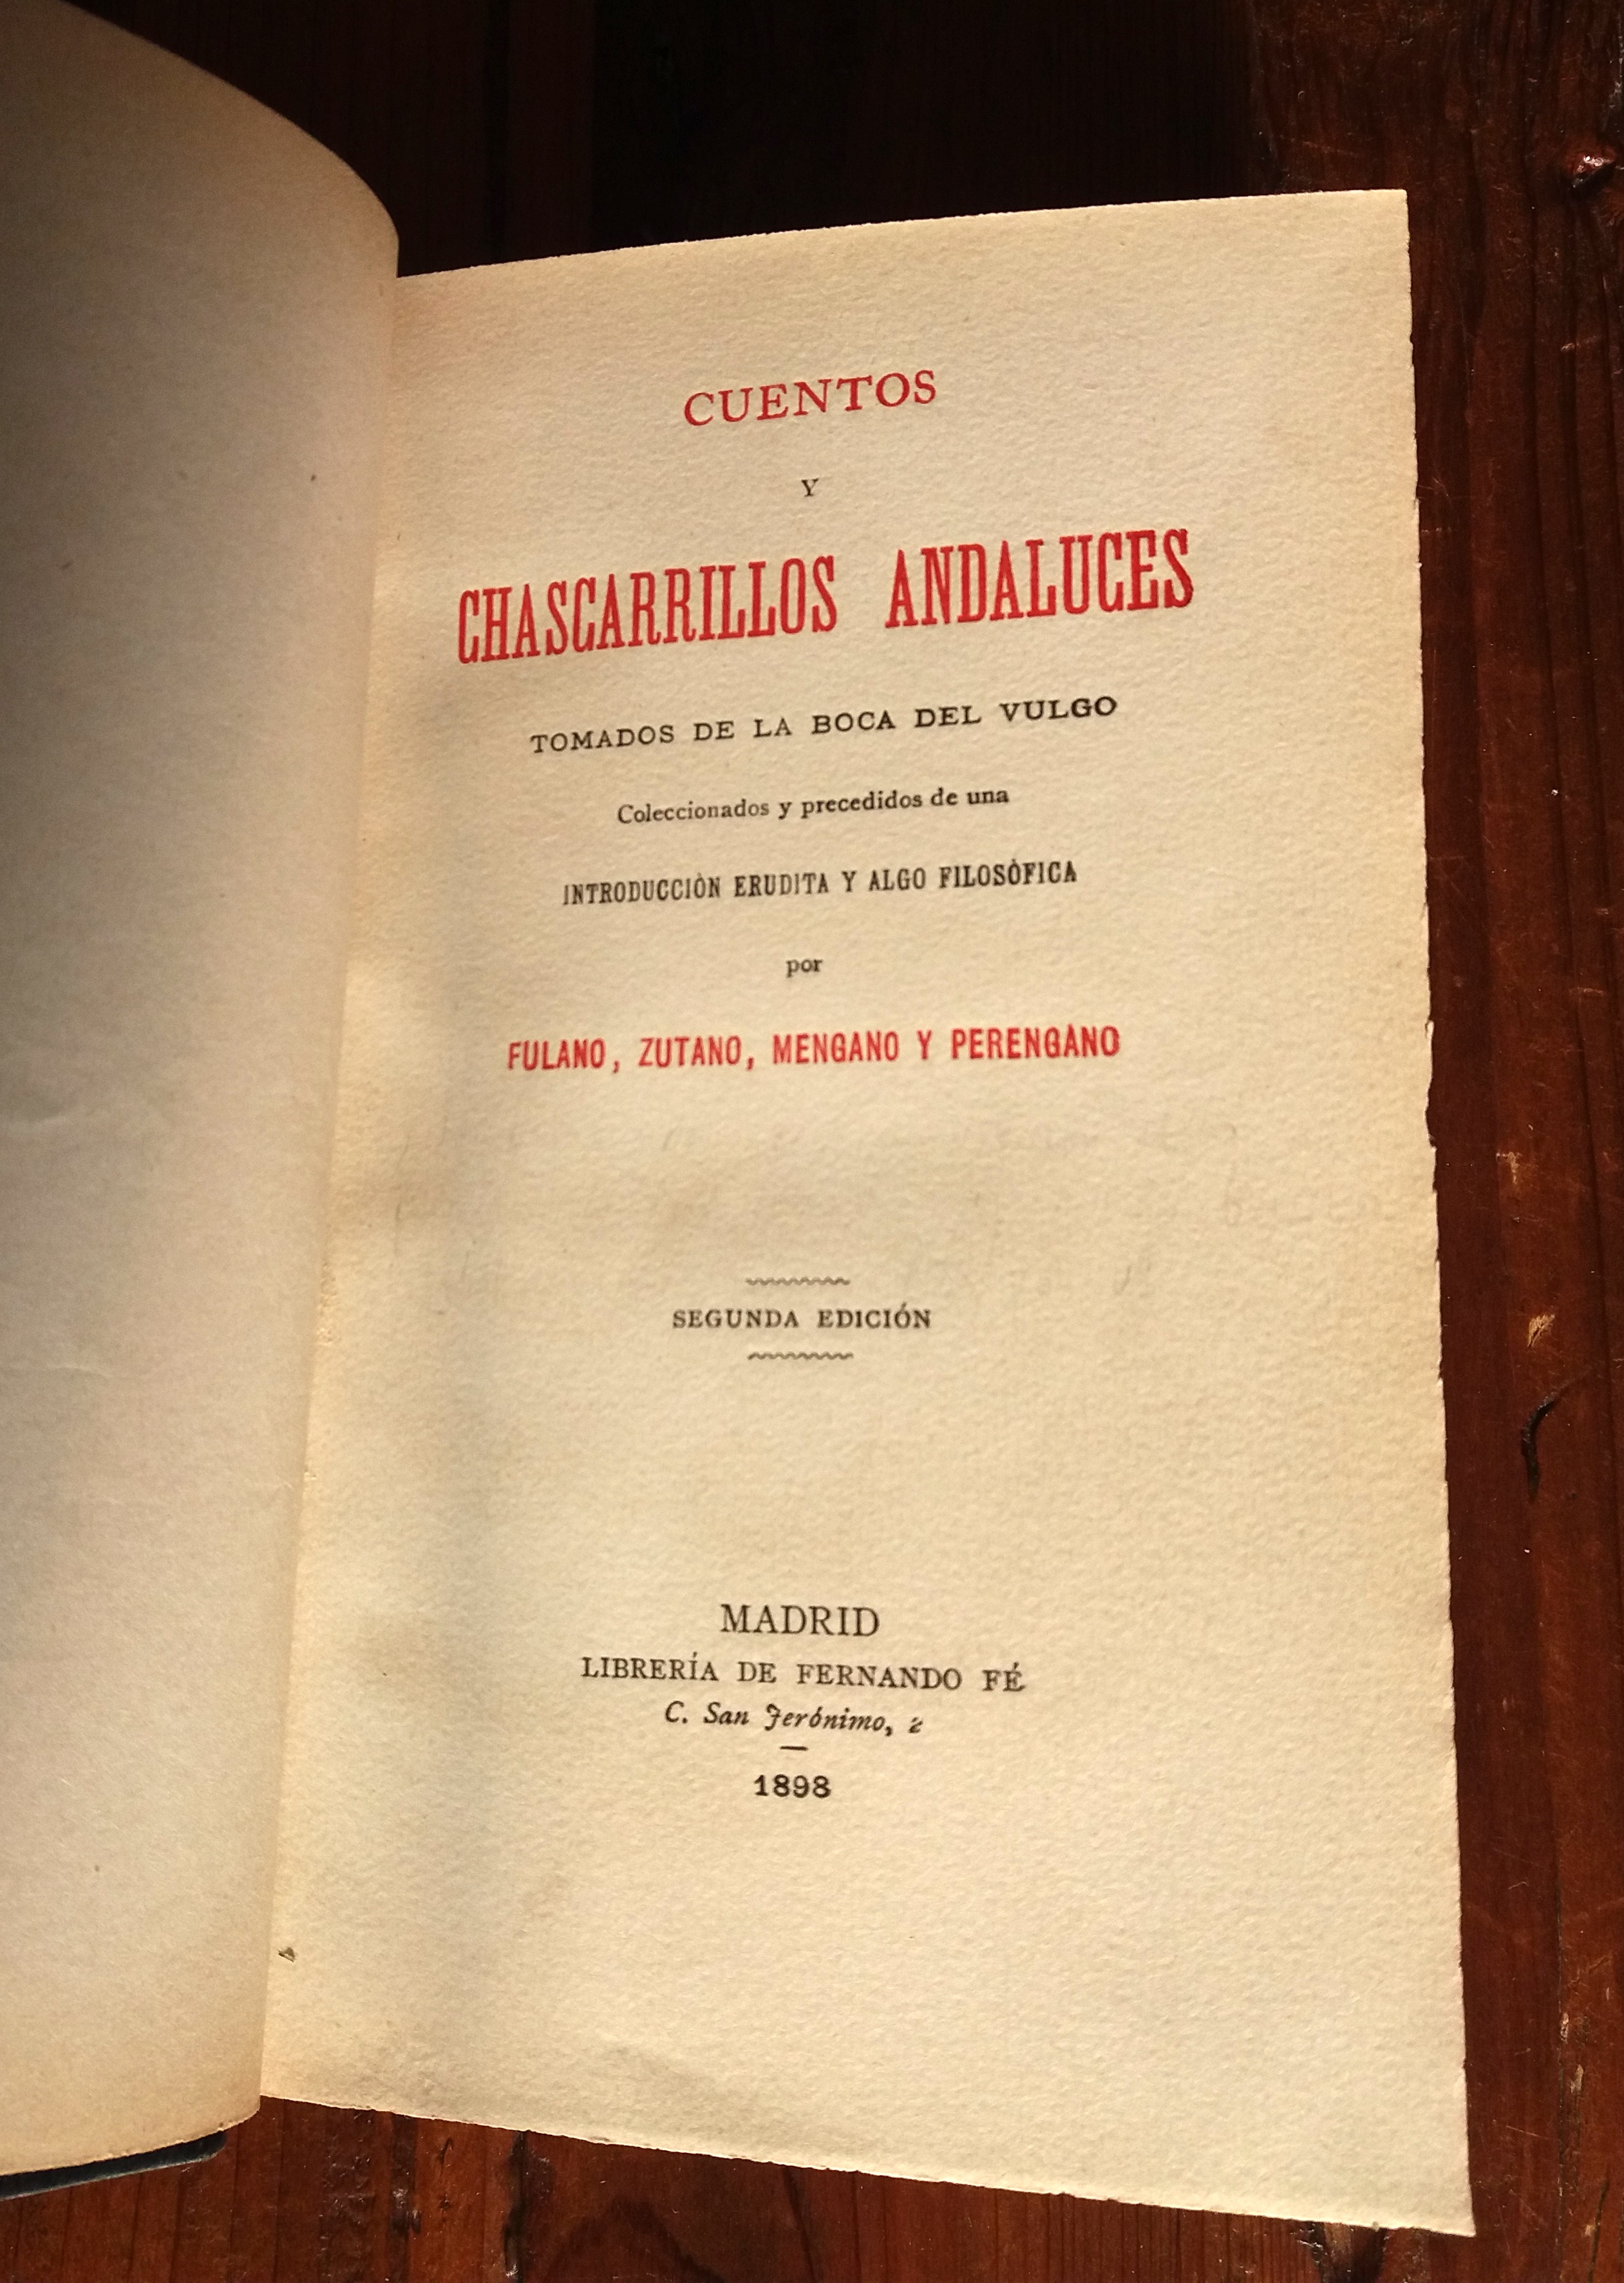 CUENTOS
Y
CHASCARRILLOS ANDALUCES
TOMADOS DE LA BOCA DEL VULGO
Coleccionados y precedidos de una
INTRODUCCIÒN ERUDITA Y ALGO FILOSÒFICA
por
FULANO, ZUTANO, MENGANO Y PERENGANO
SEGUNDA EDICIÓN
MADRID
LIBRERÍA DE FERNANDO FÉ
C. San Jerónimo, 2
1898